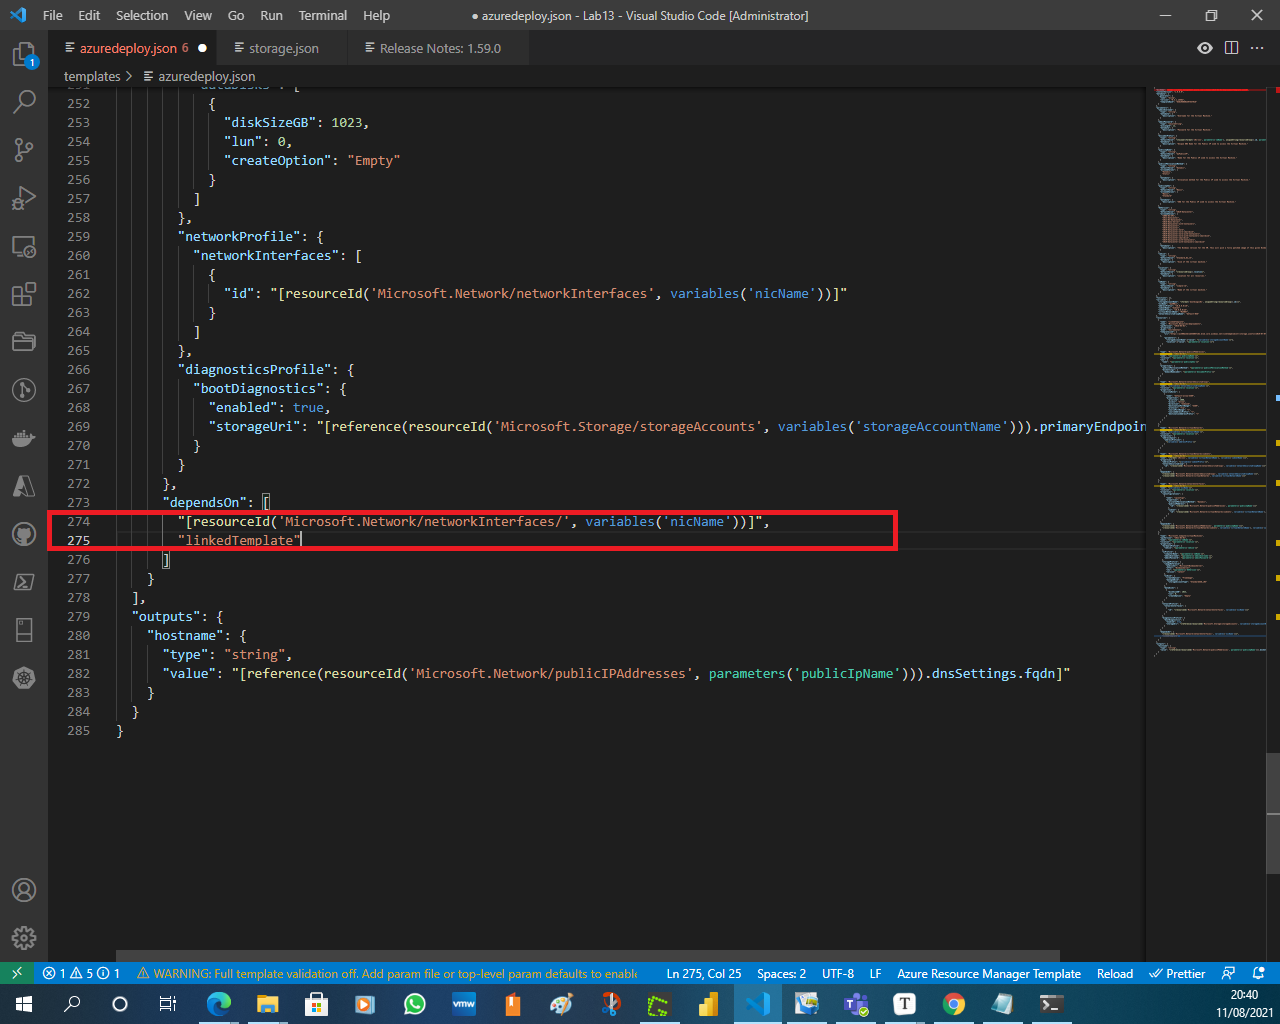 File Edit Selection View Go Run Terminal Help
● azuredeploy.json - Lab13 - Visual Studio Code [Administrator]
azuredeploy.json 6 ●
storage.json
Release Notes: 1.59.0
templates > azuredeploy.json
1
252 {
253 "diskSizeGB": 1023,
254 "lun": 0,
255 "createOption": "Empty"
256 }
257 ]
258 },
259 "networkProfile": {
260 "networkInterfaces": [
261 {
262 "id": "[resourceId('Microsoft.Network/networkInterfaces', variables('nicName'))]"
263 }
264 ]
265 },
266 "diagnosticsProfile": {
267 "bootDiagnostics": {
268 "enabled": true,
269 "storageUri": "[reference(resourceId('Microsoft.Storage/storageAccounts', variables('storageAccountName'))).primaryEndpoin
270 }
271 }
272 },
273 "dependsOn": [
274 "[resourceId('Microsoft.Network/networkInterfaces/', variables('nicName'))]",
275 "linkedTemplate"
276 ]
277 }
278 ],
279 "outputs": {
280 "hostname": {
281 "type": "string",
282 "value": "[reference(resourceId('Microsoft.Network/publicIPAddresses', parameters('publicIpName'))).dnsSettings.fqdn]"
283 }
284 }
285 }
1 5 1 WARNING: Full template validation off. Add param file or top-level param defaults to enable
Ln 275, Col 25 Spaces: 2 UTF-8 LF Azure Resource Manager Template Reload Prettier
vmw
T
20:40
11/08/2021